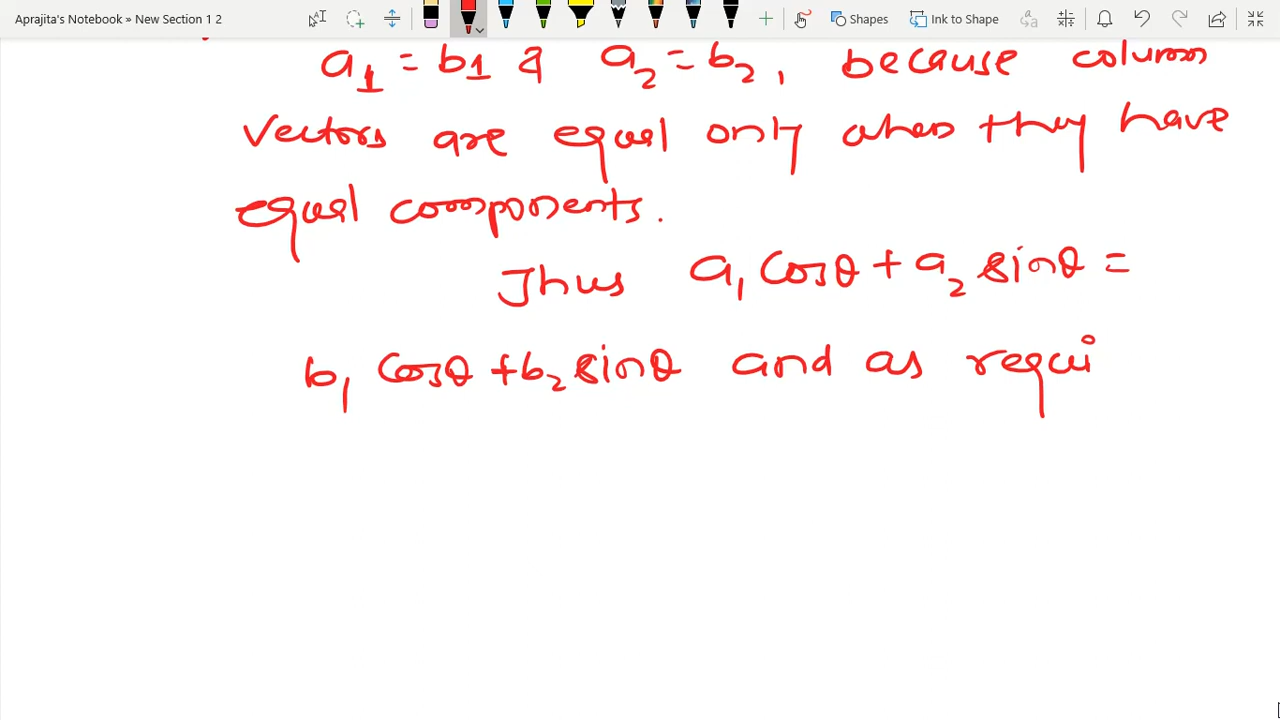 Aprajita's Notebook » New Section 1 2
Shapes
Ink to Shape
a₁ = b1 & a₂ = b₂, because column
vectors are equal only when they have
equal components.
Thus a₁ cosθ + a₂ sinθ =
b₁ cosθ + b₂ sinθ and as requi